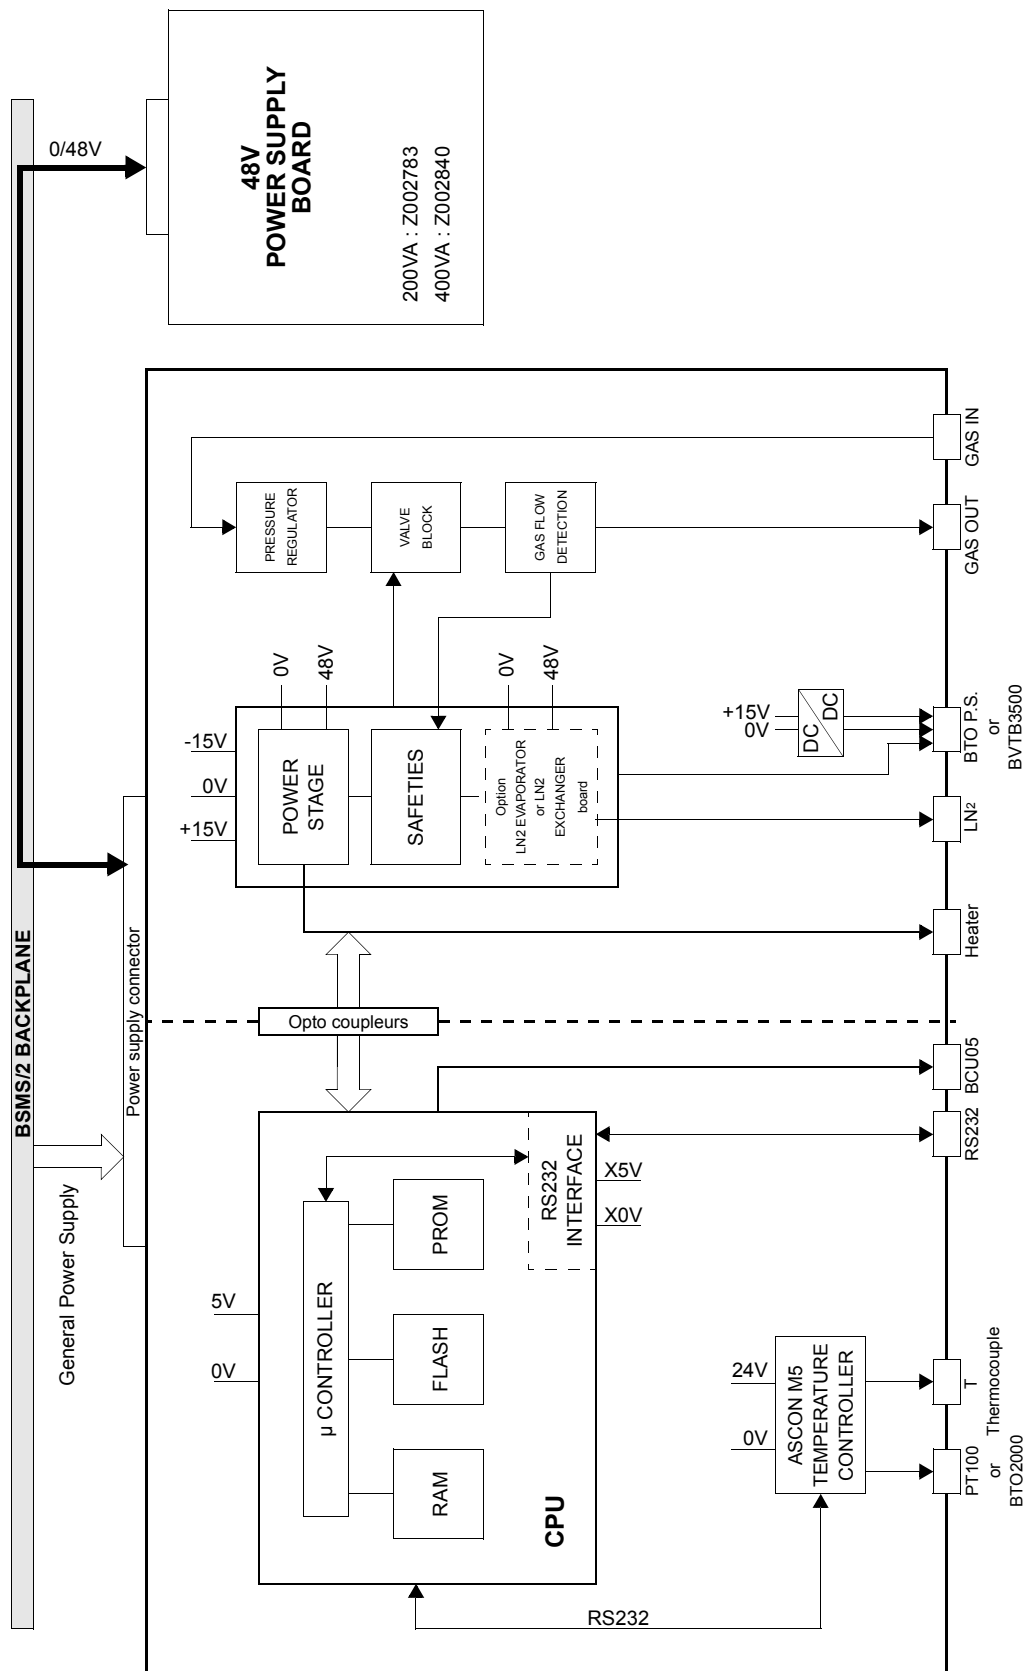 BSMS/2 BACKPLANE
0/48V
48V
POWER SUPPLY
BOARD
200VA : Z002783
400VA : Z002840
General Power Supply
Power supply connector
PRESSURE
REGULATOR
VALVE
BLOCK
GAS FLOW
DETECTION
GAS IN
GAS OUT
0V
48V
-15V
0V
+15V
POWER
STAGE
SAFETIES
0V
48V
Option
LN2 EVAPORATOR
or LN2
EXCHANGER
board
+15V
0V
DC
DC
BTO P.S.
or
BVTB3500
LN2
Heater
Opto coupleurs
BCU05
RS232
5V
0V
µ CONTROLLER
PROM
FLASH
RAM
RS232
INTERFACE
X5V
X0V
CPU
24V
0V
ASCON M5
TEMPERATURE
CONTROLLER
T
Thermocouple
PT100
or
BTO2000
RS232